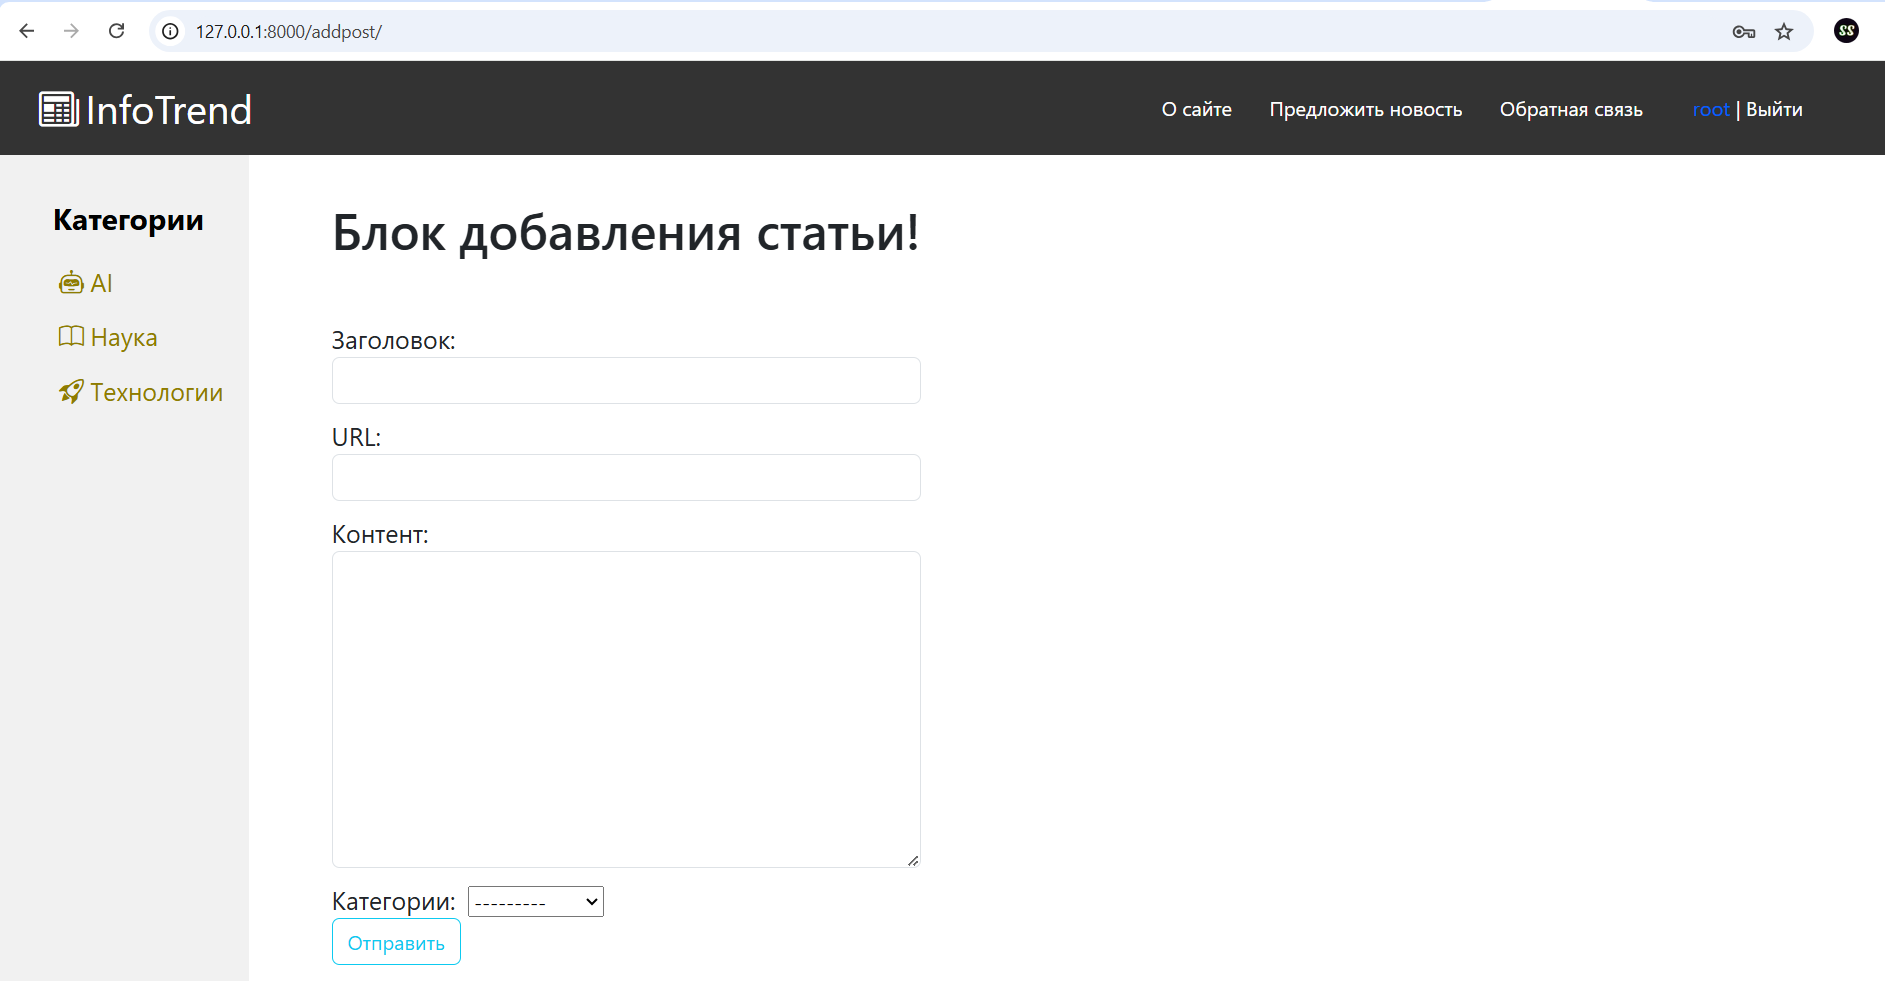 127.0.0.1:8000/addpost/
SS
InfoTrend
О сайте Предложить новость Обратная связь root | Выйти
Категории
AI
Наука
Технологии
Блок добавления статьи!
Заголовок:
URL:
Контент:
Категории: ---------
Отправить